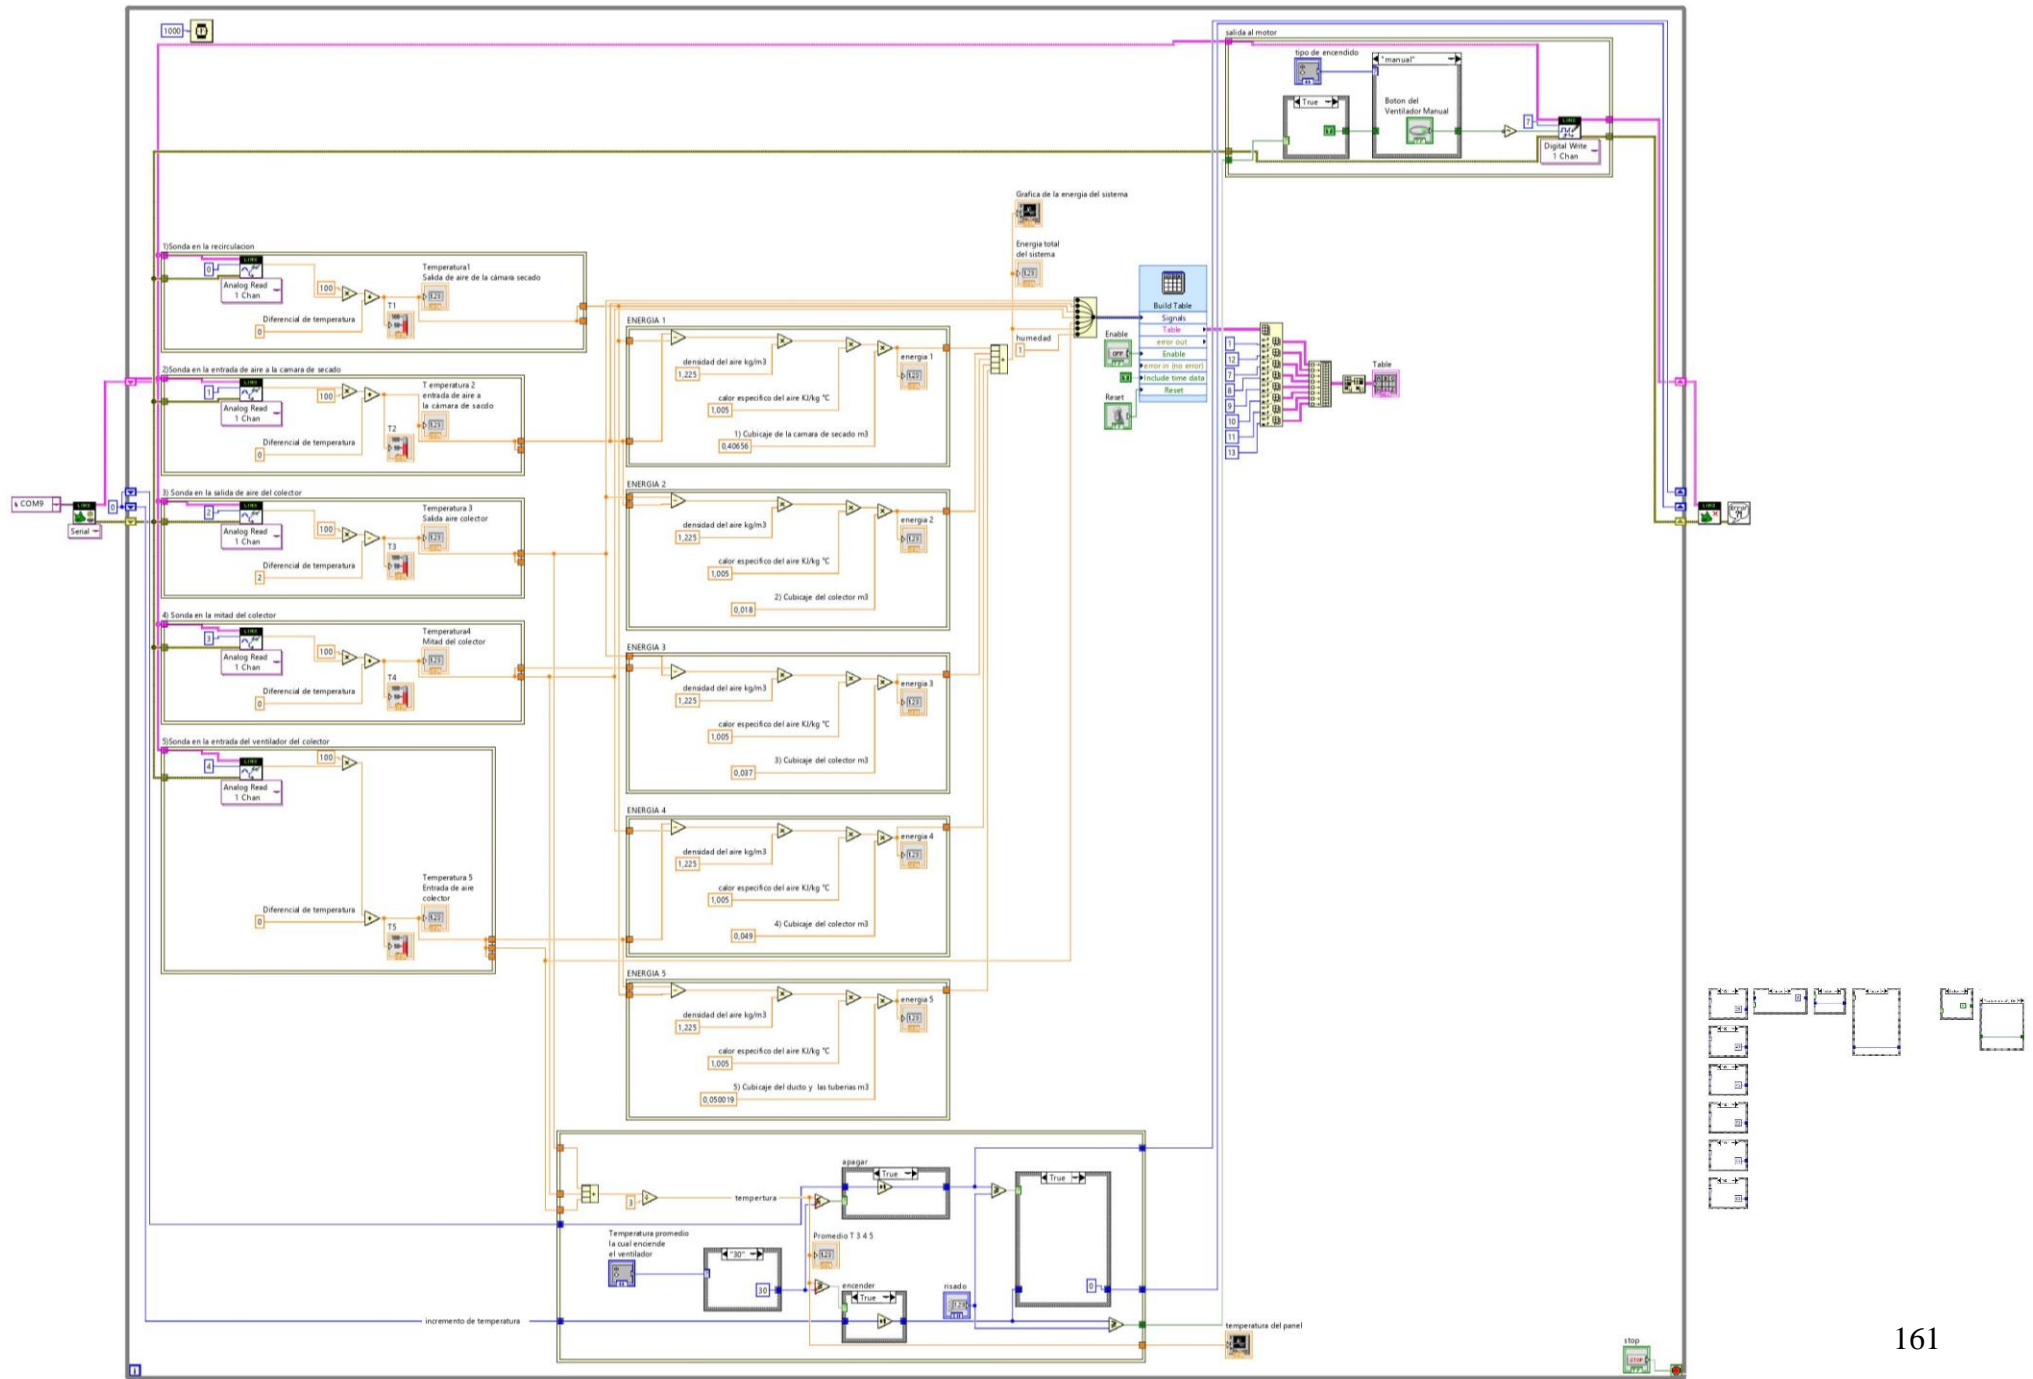 1000
salida al motor
tipo de encendido
"manual"
True
Boton del
Ventilador Manual
7
LINX
Digital Write
1 Chan
Grafica de la energia del sistema
Energia total
del sistema
1)Sonda en la recirculacion
LINX
0
Analog Read
1 Chan
100
Temperatura1
Salida de aire de la cámara secado
T1
Diferencial de temperatura
0
2)Sonda en la entrada de aire a la camara de secado
1
Analog Read
1 Chan
100
Temperatura 2
entrada de aire a
la cámara de sacdo
T2
Diferencial de temperatura
0
3) Sonda en la salida de aire del colector
LINX
2
Analog Read
1 Chan
100
Temperatura 3
Salida aire colector
T3
Diferencial de temperatura
2
4) Sonda en la mitad del colector
LINX
3
Analog Read
1 Chan
100
Temperatura4
Mitad del colector
T4
Diferencial de temperatura
0
5)Sonda en la entrada del ventilador del colector
LINX
4
Analog Read
1 Chan
100
Temperatura 5
Entrada de aire
colector
T5
Diferencial de temperatura
0
COM9
LINX
Serial
0
ENERGIA 1
densidad del aire kg/m3
1,225
calor especifico del aire KJ/kg °C
1,005
1) Cubicaje de la camara de secado m3
0,40656
energia 1
ENERGIA 2
densidad del aire kg/m3
1,225
calor especifico del aire KJ/kg °C
1,005
2) Cubicaje del colector m3
0,018
energia 2
ENERGIA 3
densidad del aire kg/m3
1,225
calor especifico del aire KJ/kg °C
1,005
3) Cubicaje del colector m3
0,037
energia 3
ENERGIA 4
densidad del aire kg/m3
1,225
calor especifico del aire KJ/kg °C
1,005
4) Cubicaje del colector m3
0,049
energia 4
ENERGIA 5
densidad del aire kg/m3
1,225
calor especifico del aire KJ/kg °C
1,005
5) Cubicaje del ducto y las tuberias m3
0,050019
energia 5
humedad
1
Build Table
Signals
Table
error out
Enable
error in (no error)
Include time data
Reset
Enable
OFF
Reset
1
12
7
8
9
10
11
13
Table
LINX
3
tempertura
apagar
True
True
Temperatura promedio
la cual enciende
el ventilador
"30"
30
Promedio T 3 4 5
encender
True
risado
0
incremento de temperatura
temperatura del panel
stop
STOP
i
161